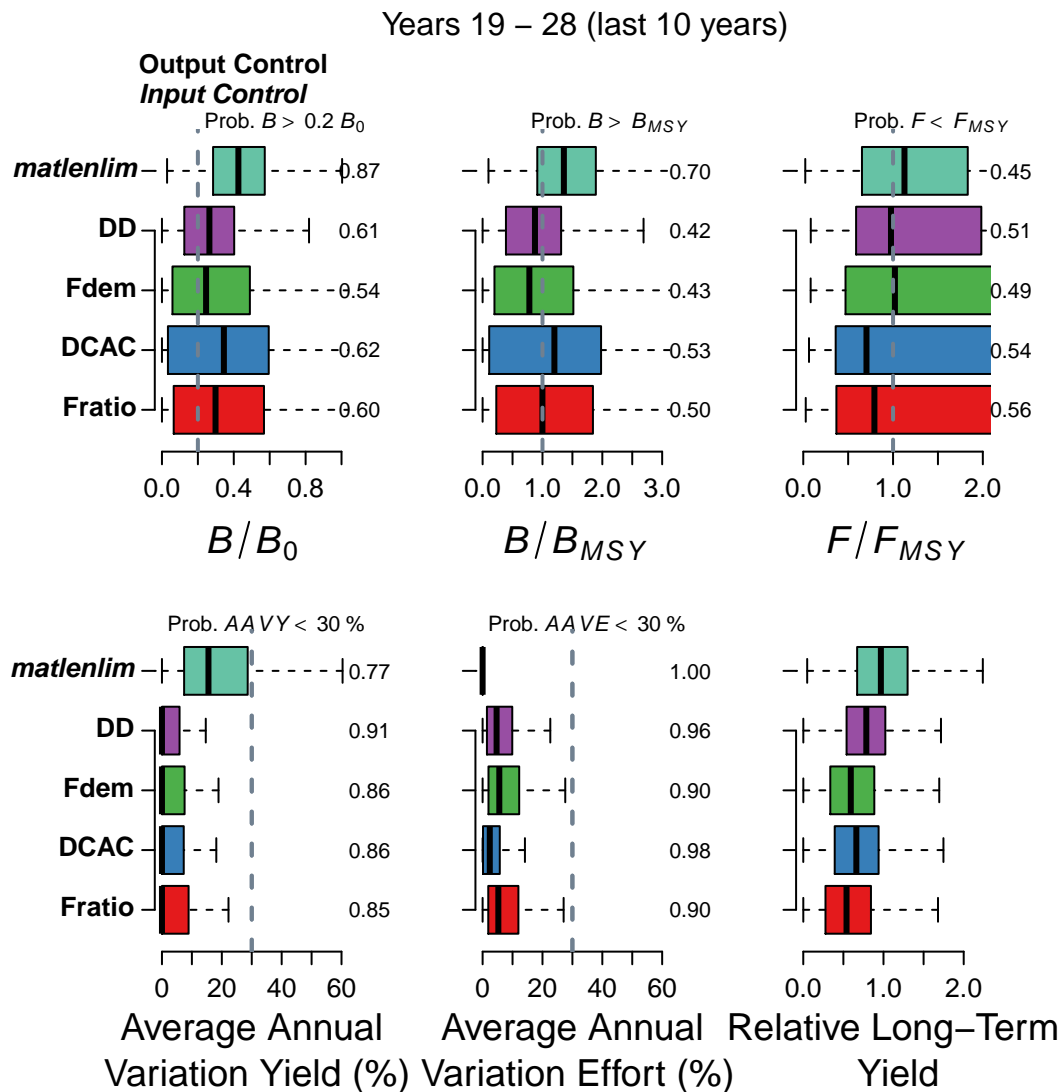 Years 19 − 28 (last 10 years)
Output Control
Input Control
Prob. B > 0.2 B0
Prob. B > BMSY
Prob. F < FMSY
matlenlim
0.87
0.70
0.45
DD
0.61
0.42
0.51
Fdem
0.54
0.43
0.49
DCAC
0.62
0.53
0.54
Fratio
0.60
0.50
0.56
0.0 0.4 0.8
0.0 1.0 2.0 3.0
0.0 1.0 2.0
B/B0
B/BMSY
F/FMSY
Prob. AAVY < 30 %
Prob. AAVE < 30 %
matlenlim
0.77
1.00
DD
0.91
0.96
Fdem
0.86
0.90
DCAC
0.86
0.98
Fratio
0.85
0.90
0 20 40 60
0 20 40 60
0.0 1.0 2.0
Average Annual
Variation Yield (%)
Average Annual
Variation Effort (%)
Relative Long−Term
Yield